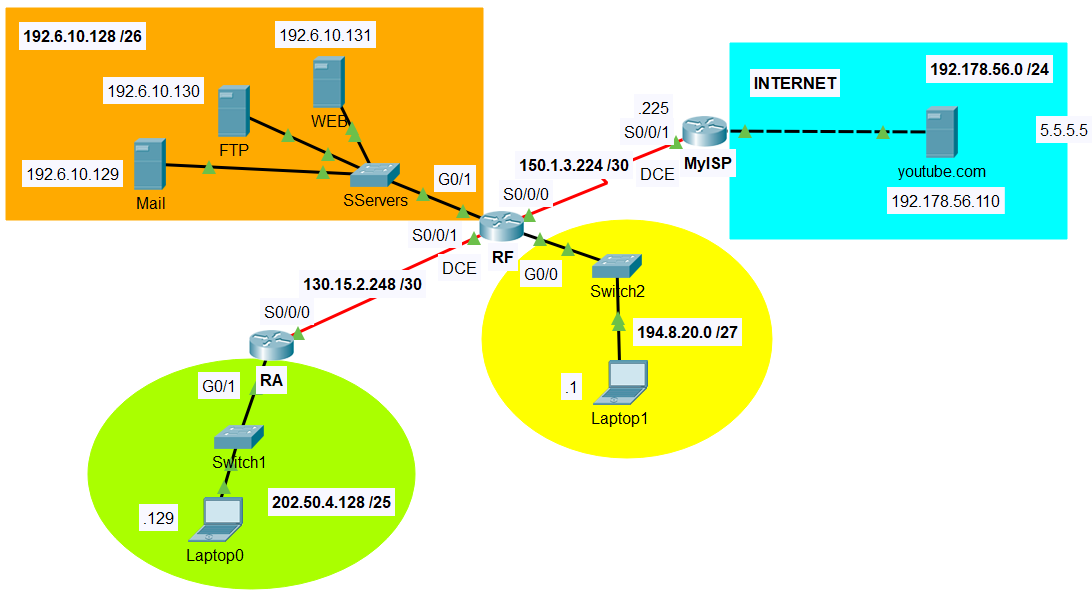 192.6.10.128 /26
192.6.10.131
192.6.10.130
WEB
FTP
192.6.10.129
Mail
SServers
G0/1
INTERNET
192.178.56.0 /24
.225
S0/0/1
MyISP
5.5.5.5
150.1.3.224 /30
DCE
youtube.com
192.178.56.110
S0/0/0
S0/0/1
RF
DCE
G0/0
130.15.2.248 /30
Switch2
S0/0/0
194.8.20.0 /27
RA
G0/1
.1
Laptop1
Switch1
202.50.4.128 /25
.129
Laptop0